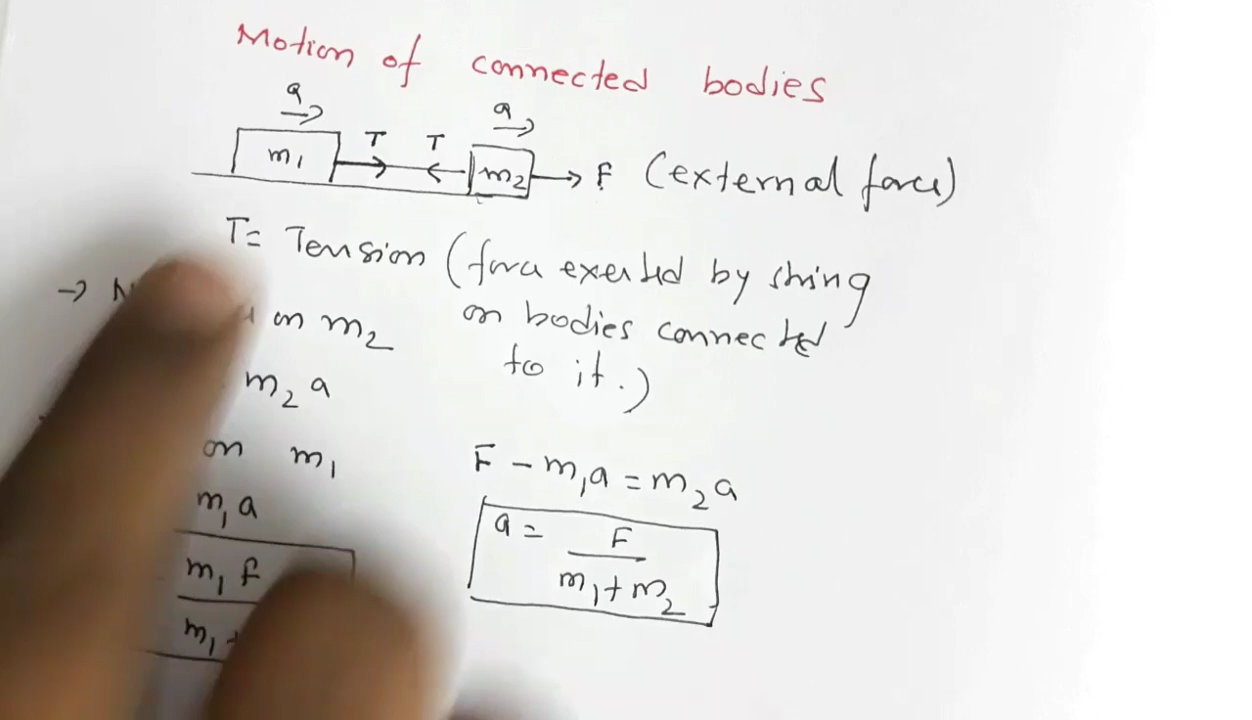 Motion of connected bodies
a a
m1 T T m2 F (external force)
T= Tension (force exerted by string
on bodies connected
to it.)
→ N
on m2
m2 a
on m1
m1 a
m1 F
m1 +
F - m1a = m2 a
a = F
m1 + m2